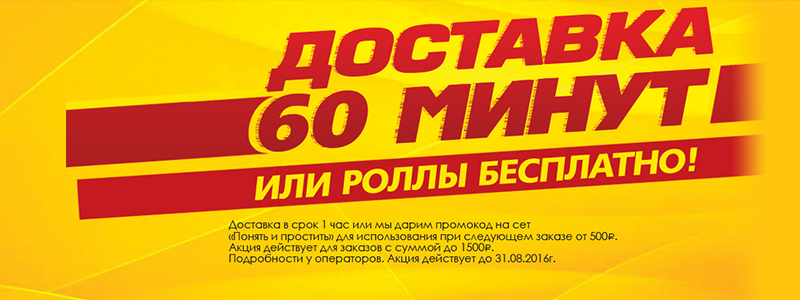 ДОСТАВКА
60 МИНУТ
ИЛИ РОЛЛЫ БЕСПЛАТНО!
Доставка в срок 1 час или мы дарим промокод на сет
«Понять и простить» для использования при следующем заказе от 500₽.
Акция действует для заказов с суммой до 1500₽.
Подробности у операторов. Акция действует до 31.08.2016г.